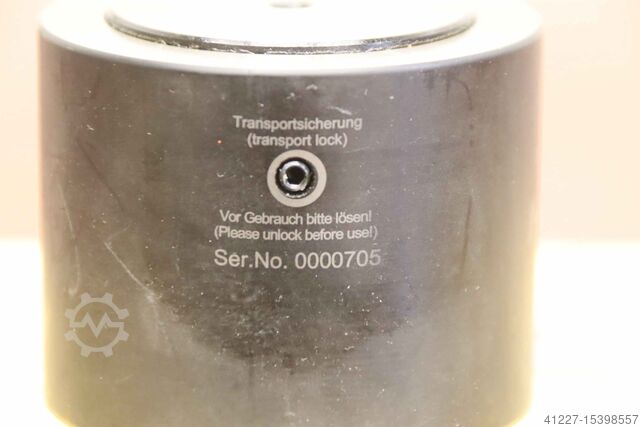 Transportsicherung
(transport lock)
Vor Gebrauch bitte lösen!
(Please unlock before use!)
Ser.No. 0000705
41227-15398557